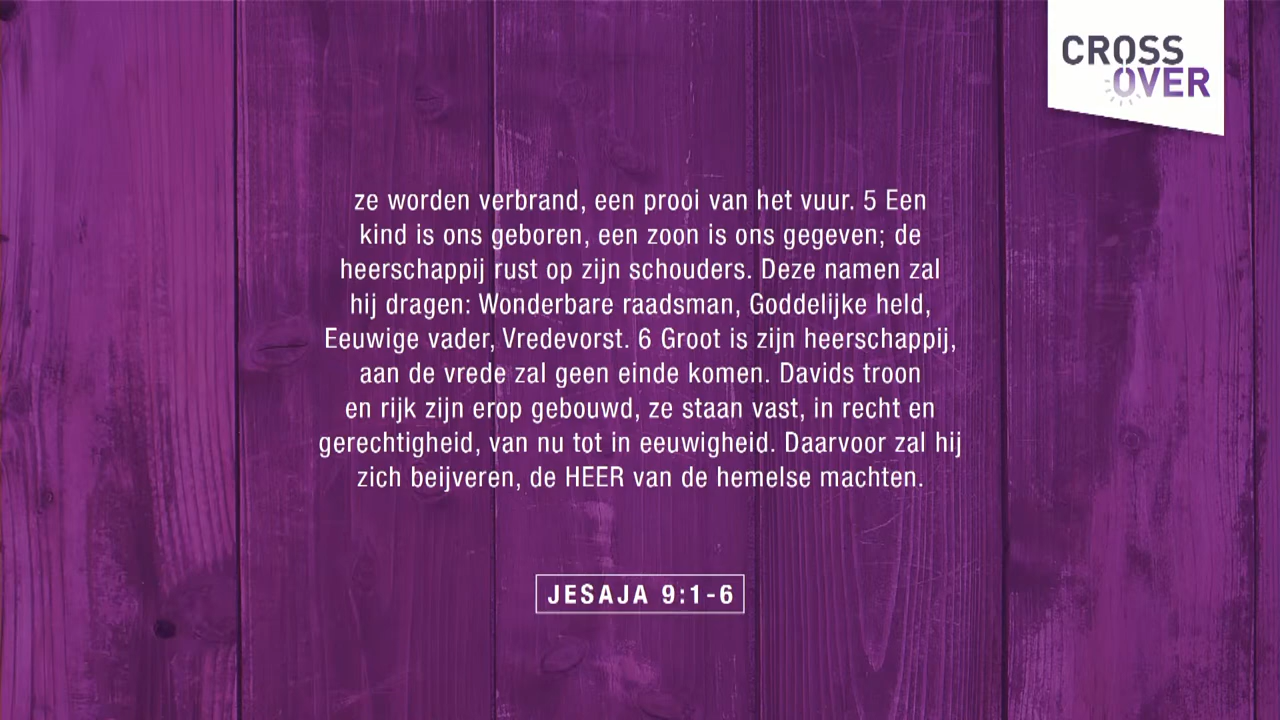 CROSS
OVER
ze worden verbrand, een prooi van het vuur. 5 Een
kind is ons geboren, een zoon is ons gegeven; de
heerschappij rust op zijn schouders. Deze namen zal
hij dragen: Wonderbare raadsman, Goddelijke held,
Eeuwige vader, Vredevorst. 6 Groot is zijn heerschappij,
aan de vrede zal geen einde komen. Davids troon
en rijk zijn erop gebouwd, ze staan vast, in recht en
gerechtigheid, van nu tot in eeuwigheid. Daarvoor zal hij
zich beijveren, de HEER van de hemelse machten.
JESAJA 9:1-6